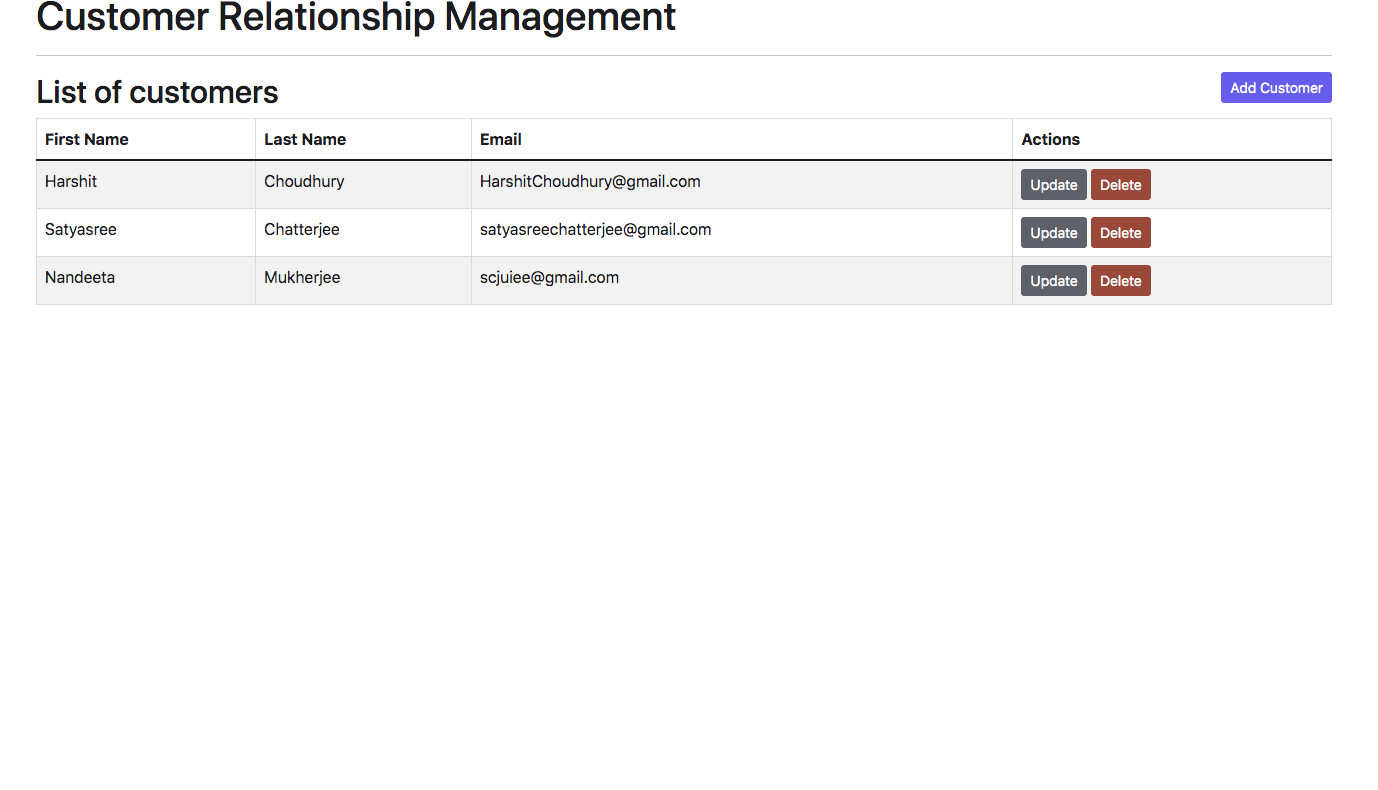 Customer Relationship Management
List of customers
Add Customer
First Name Last Name Email Actions
Harshit Choudhury HarshitChoudhury@gmail.com Update Delete
Satyasree Chatterjee satyasreechatterjee@gmail.com Update Delete
Nandeeta Mukherjee scjuiee@gmail.com Update Delete